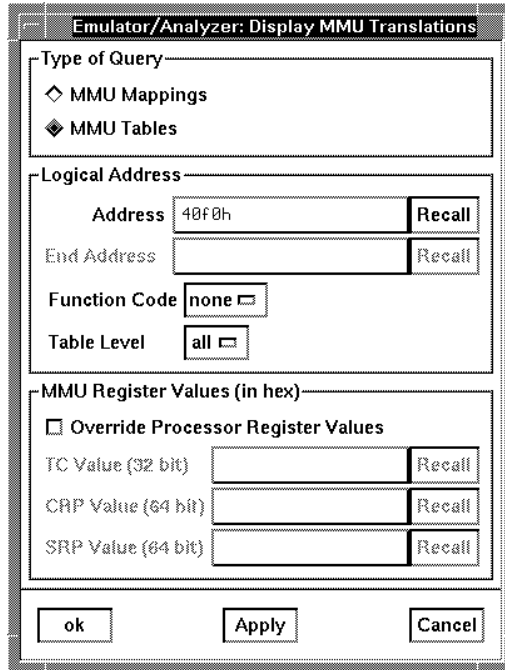 Emulator/Analyzer: Display MMU Translations
Type of Query
MMU Mappings
MMU Tables
Logical Address
Address 40f0h Recall
End Address Recall
Function Code none
Table Level all
MMU Register Values (in hex)
Override Processor Register Values
TC Value (32 bit) Recall
CRP Value (64 bit) Recall
SRP Value (64 bit) Recall
ok Apply Cancel